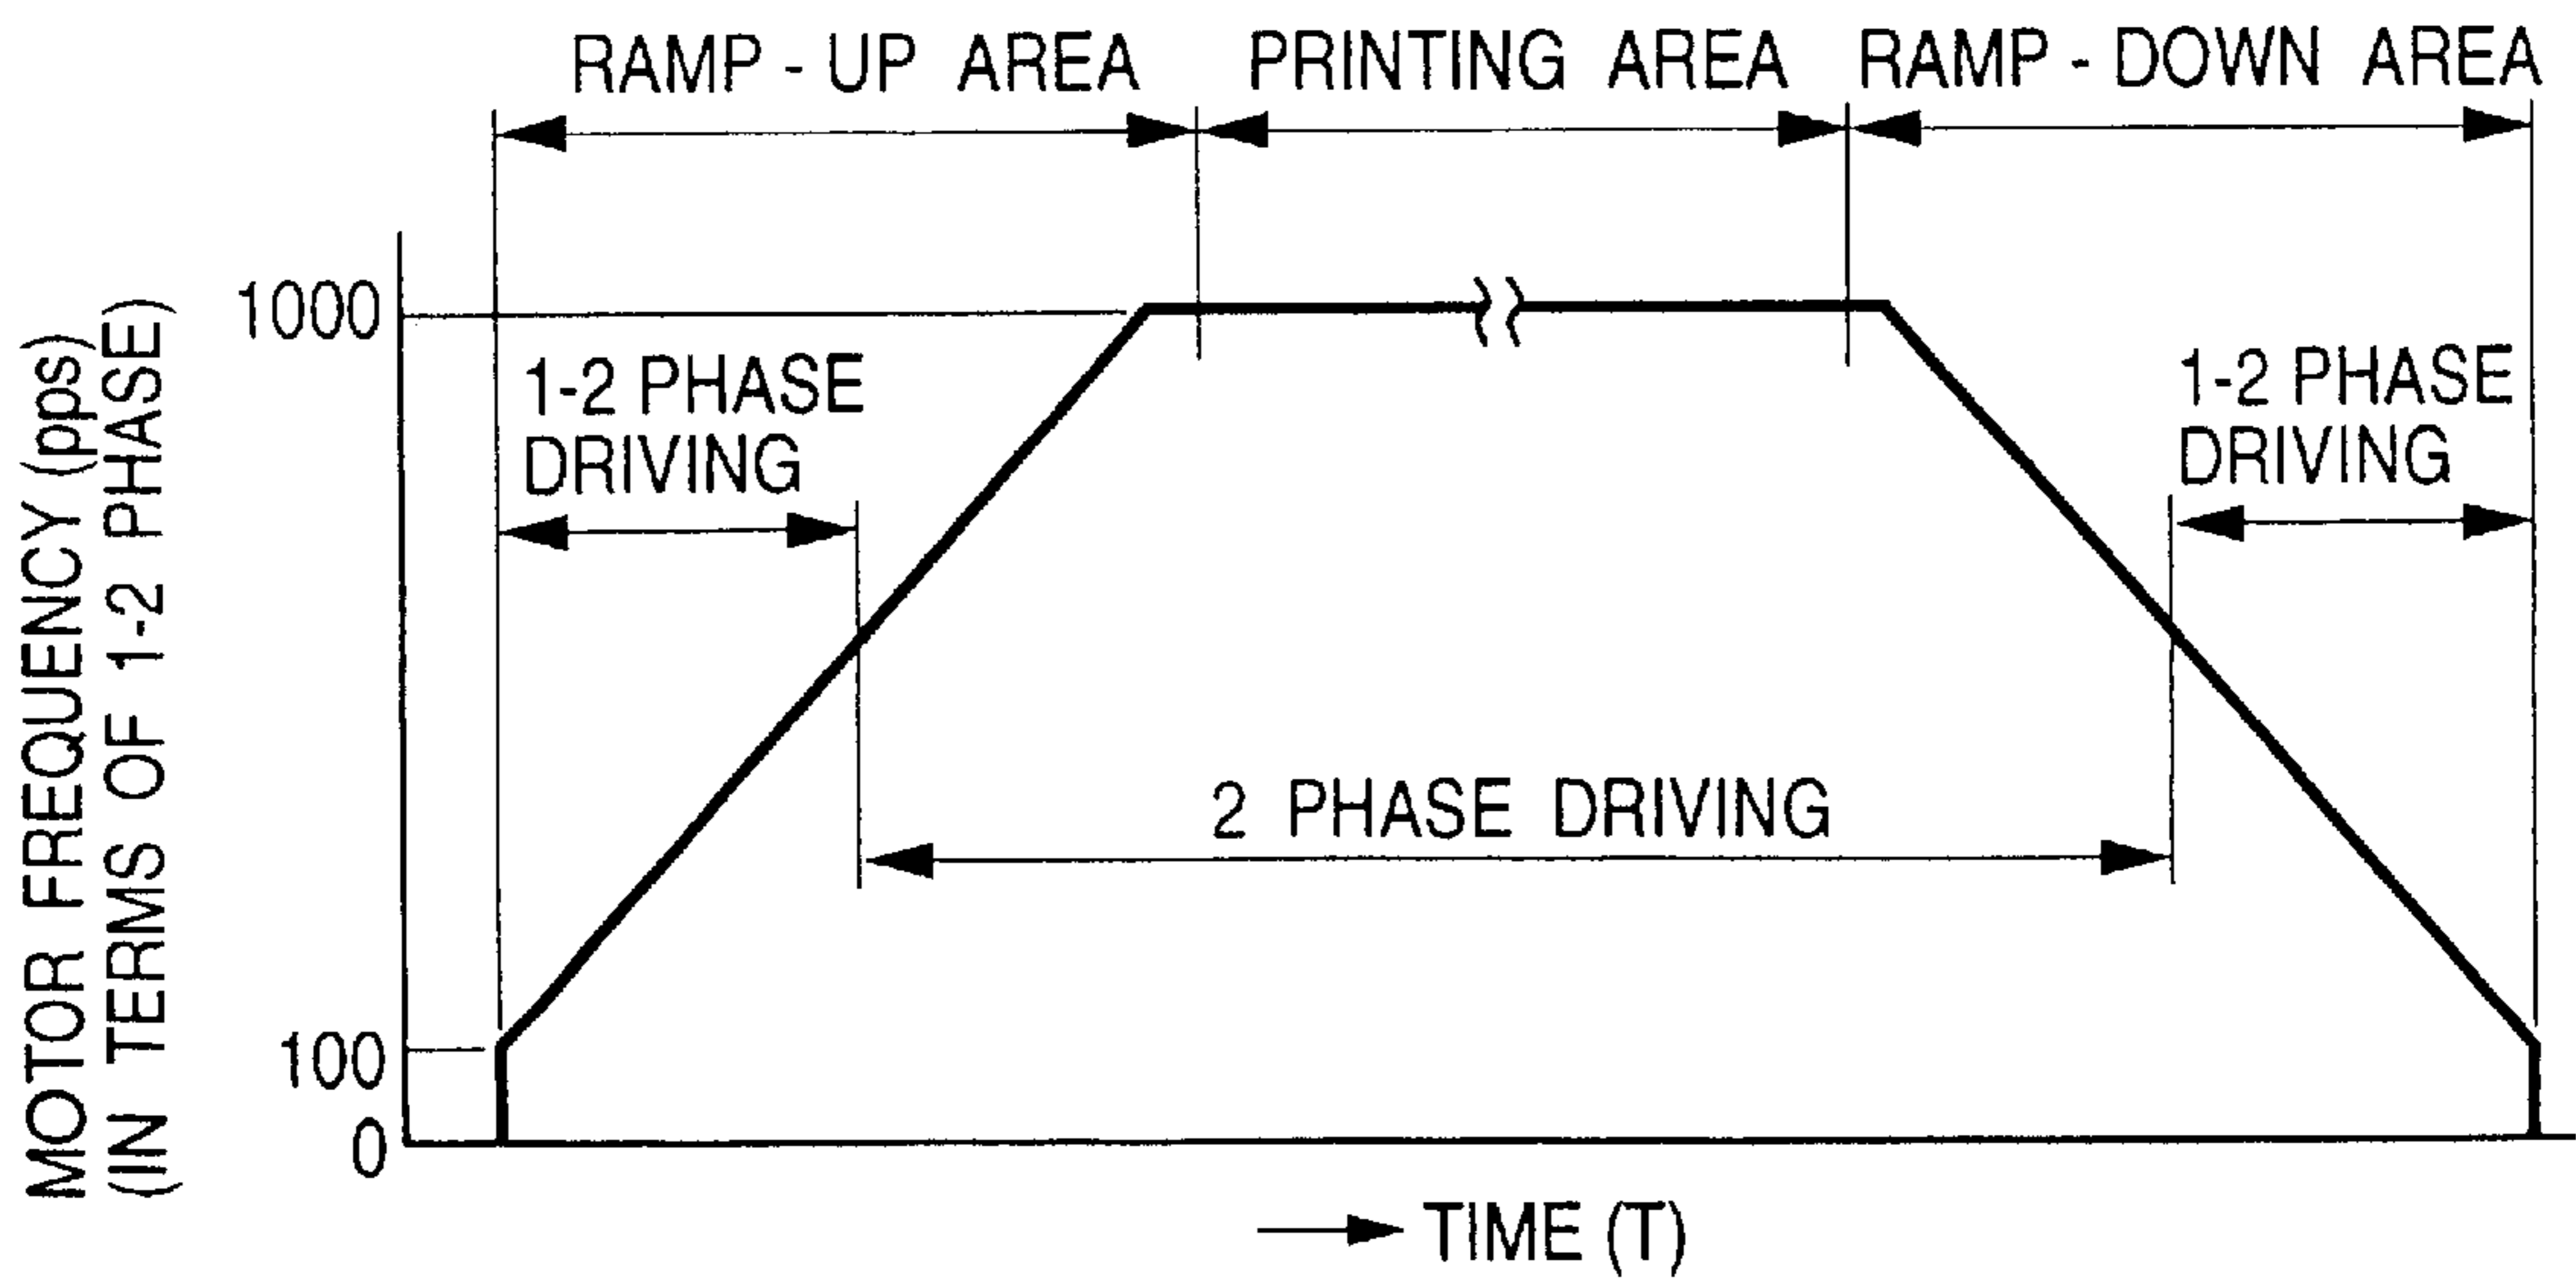 RAMP - UP AREA
PRINTING AREA
RAMP - DOWN AREA
MOTOR FREQUENCY (pps)
(IN TERMS OF 1-2 PHASE)
1000
100
0
1-2 PHASE
DRIVING
1-2 PHASE
DRIVING
2 PHASE DRIVING
TIME (T)